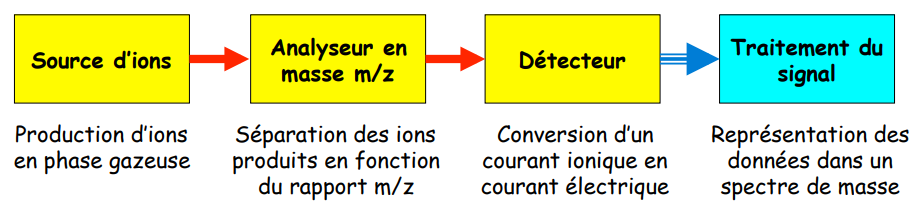 Source d'ions
Analyseur en
masse m/z
Détecteur
Traitement du
signal
Production d'ions
en phase gazeuse
Séparation des ions
produits en fonction
du rapport m/z
Conversion d'un
courant ionique en
courant électrique
Représentation des
données dans un
spectre de masse